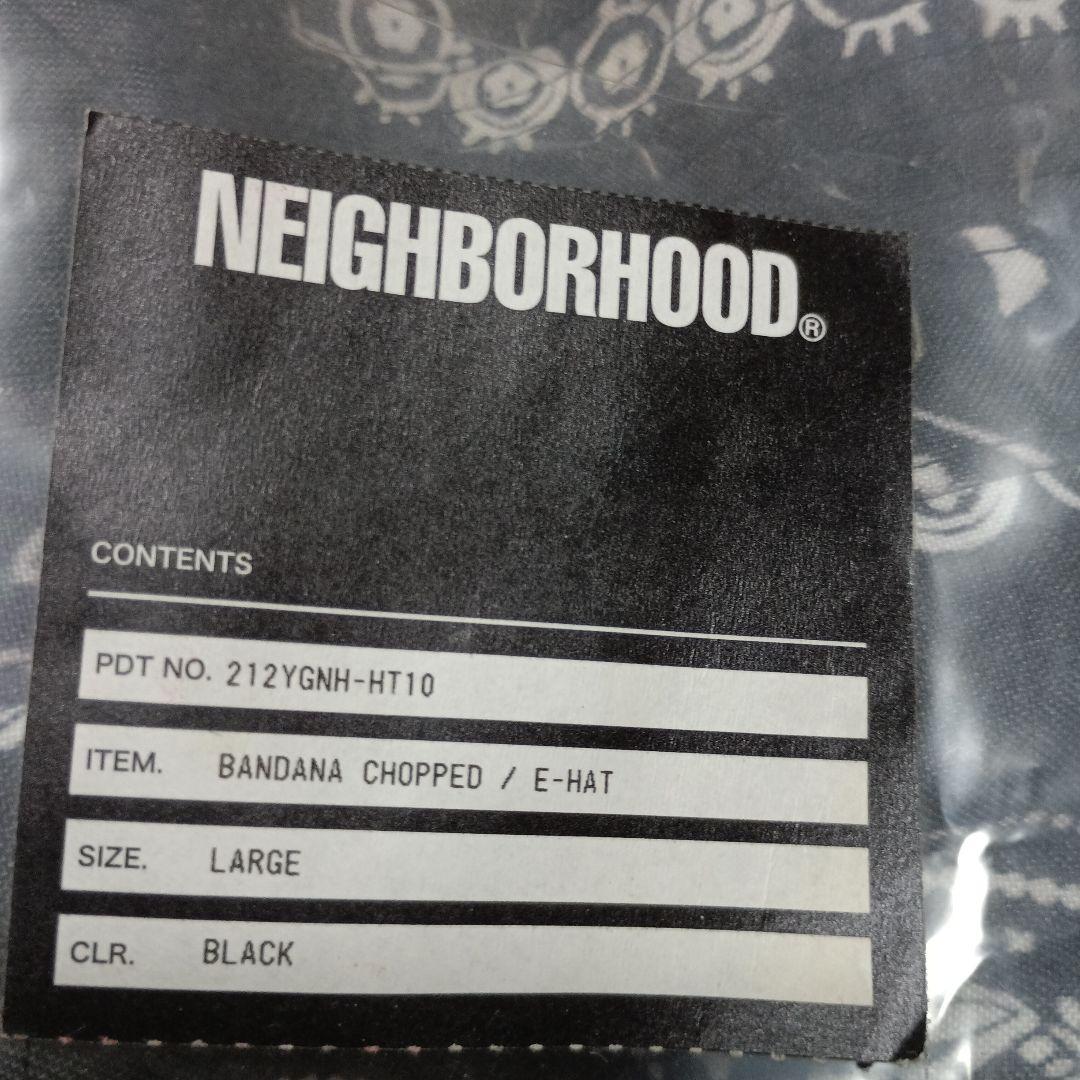 NEIGHBORHOOD®
CONTENTS
PDT NO. 212YGNH-HT10
ITEM. BANDANA CHOPPED / E-HAT
SIZE. LARGE
CLR. BLACK